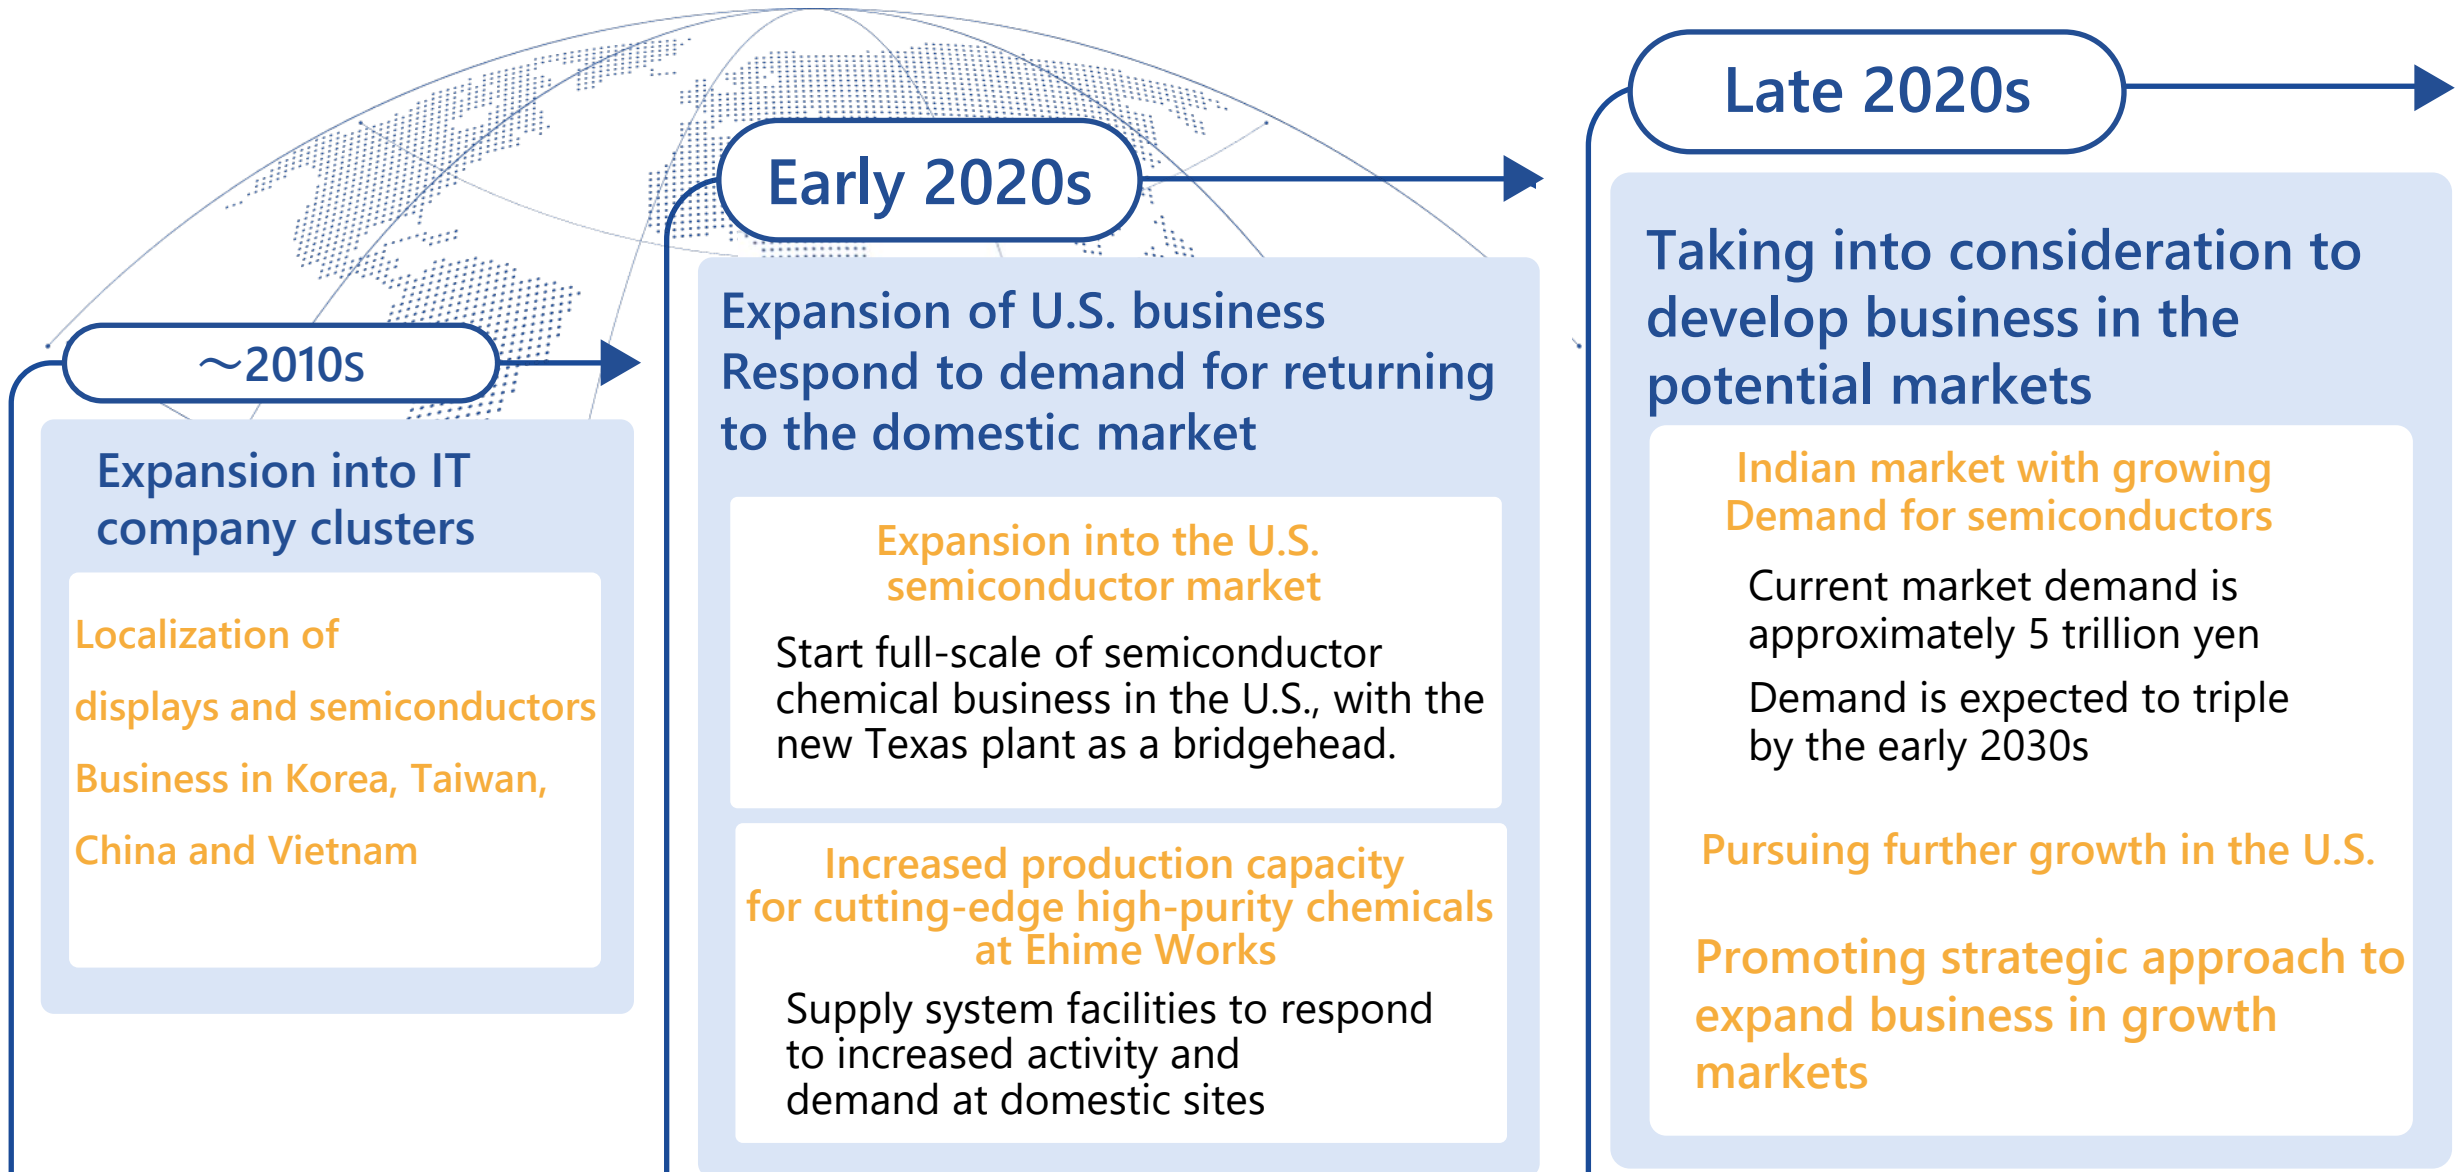 ～2010s
Expansion into IT
company clusters
Localization of
displays and semiconductors
Business in Korea, Taiwan,
China and Vietnam
Early 2020s
Expansion of U.S. business
Respond to demand for returning
to the domestic market
Expansion into the U.S.
semiconductor market
Start full-scale of semiconductor
chemical business in the U.S., with the
new Texas plant as a bridgehead.
Increased production capacity
for cutting-edge high-purity chemicals
at Ehime Works
Supply system facilities to respond
to increased activity and
demand at domestic sites
Late 2020s
Taking into consideration to
develop business in the
potential markets
Indian market with growing
Demand for semiconductors
Current market demand is
approximately 5 trillion yen
Demand is expected to triple
by the early 2030s
Pursuing further growth in the U.S.
Promoting strategic approach to
expand business in growth
markets